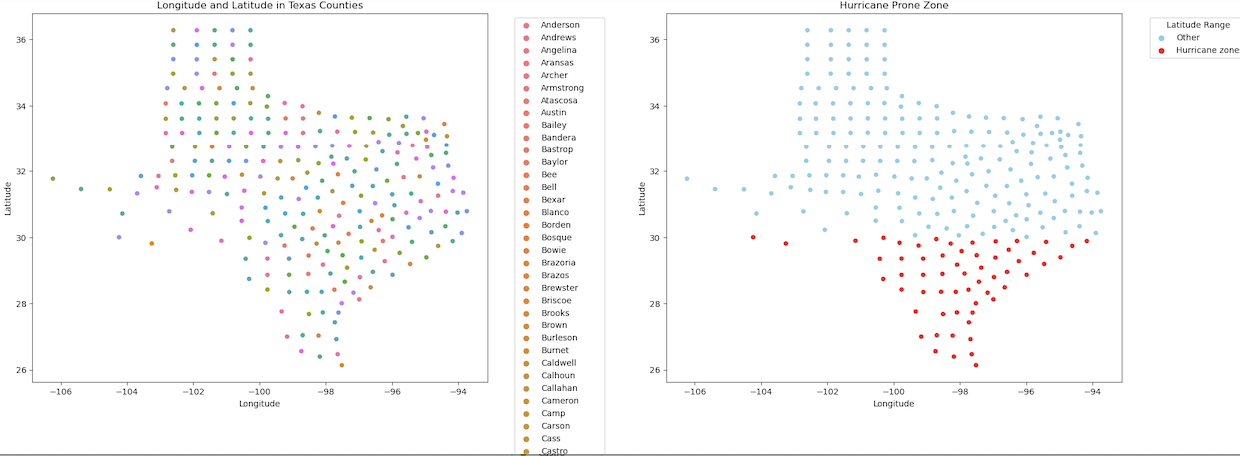 Longitude and Latitude in Texas Counties
36
34
32
30
28
26
Latitude
−106
−104
−102
−100
−98
−96
−94
Longitude
Anderson
Andrews
Angelina
Aransas
Archer
Armstrong
Atascosa
Austin
Bailey
Bandera
Bastrop
Baylor
Bee
Bell
Bexar
Blanco
Borden
Bosque
Bowie
Brazoria
Brazos
Brewster
Briscoe
Brooks
Brown
Burleson
Burnet
Caldwell
Calhoun
Callahan
Cameron
Camp
Carson
Cass
Castro
Hurricane Prone Zone
36
34
32
30
28
26
Latitude
−106
−104
−102
−100
−98
−96
−94
Longitude
Latitude Range
Other
Hurricane zone